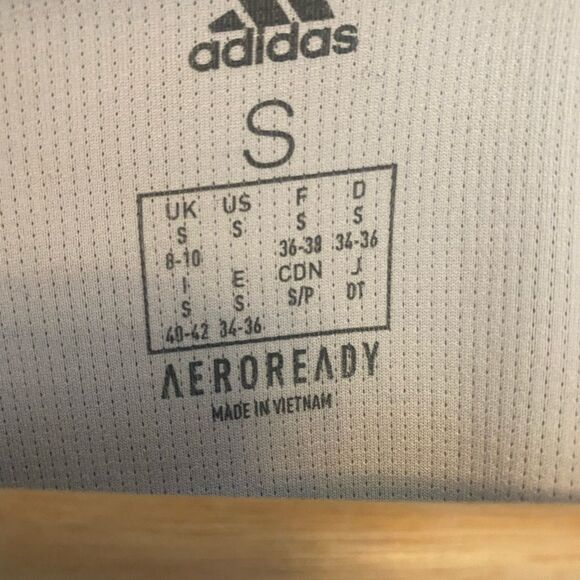 adidas
S
UK US F D
S S S S
8-10 36-38 34-36
I E CDN J
S S S/P OT
40-42 34-36
AEROREADY
MADE IN VIETNAM